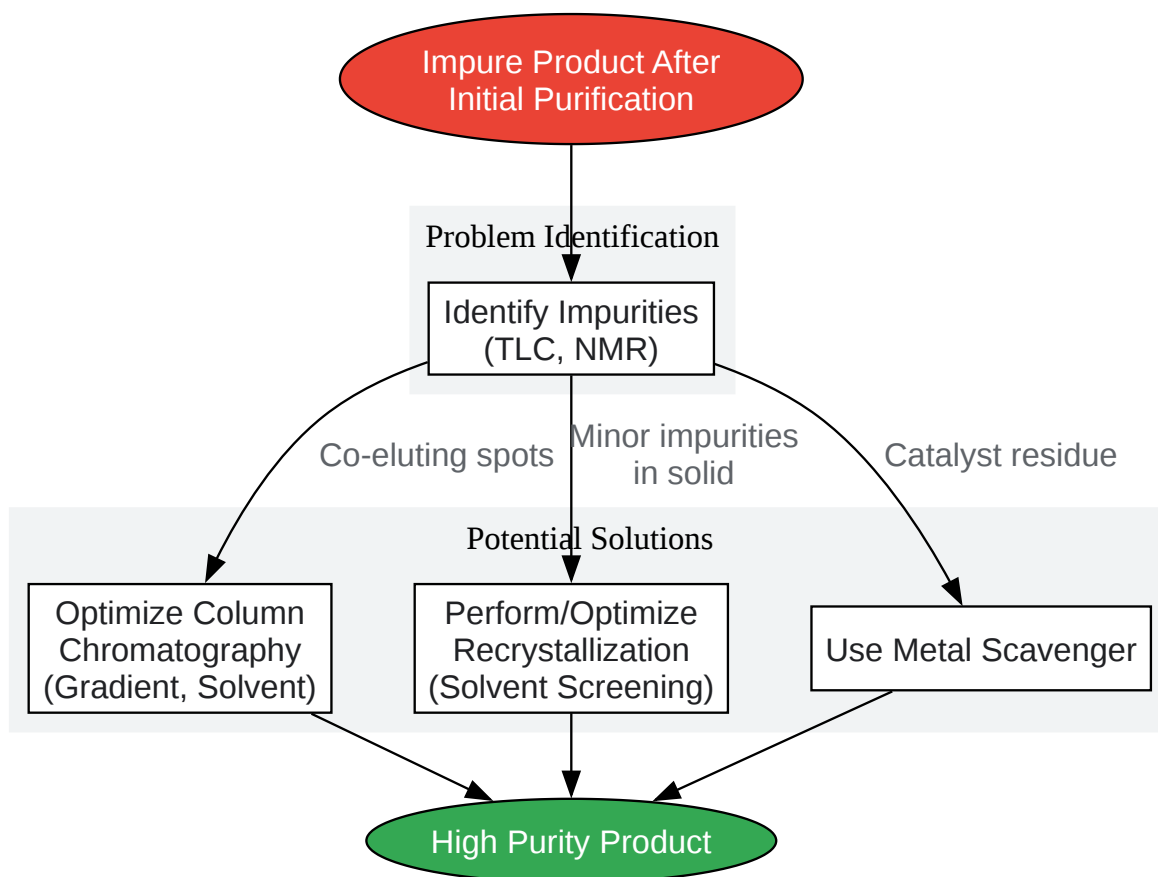 Impure Product After
Initial Purification
Problem Identification
Identify Impurities
(TLC, NMR)
Co-eluting spots
Minor impurities
in solid
Catalyst residue
Potential Solutions
Optimize Column
Chromatography
(Gradient, Solvent)
Perform/Optimize
Recrystallization
(Solvent Screening)
Use Metal Scavenger
High Purity Product